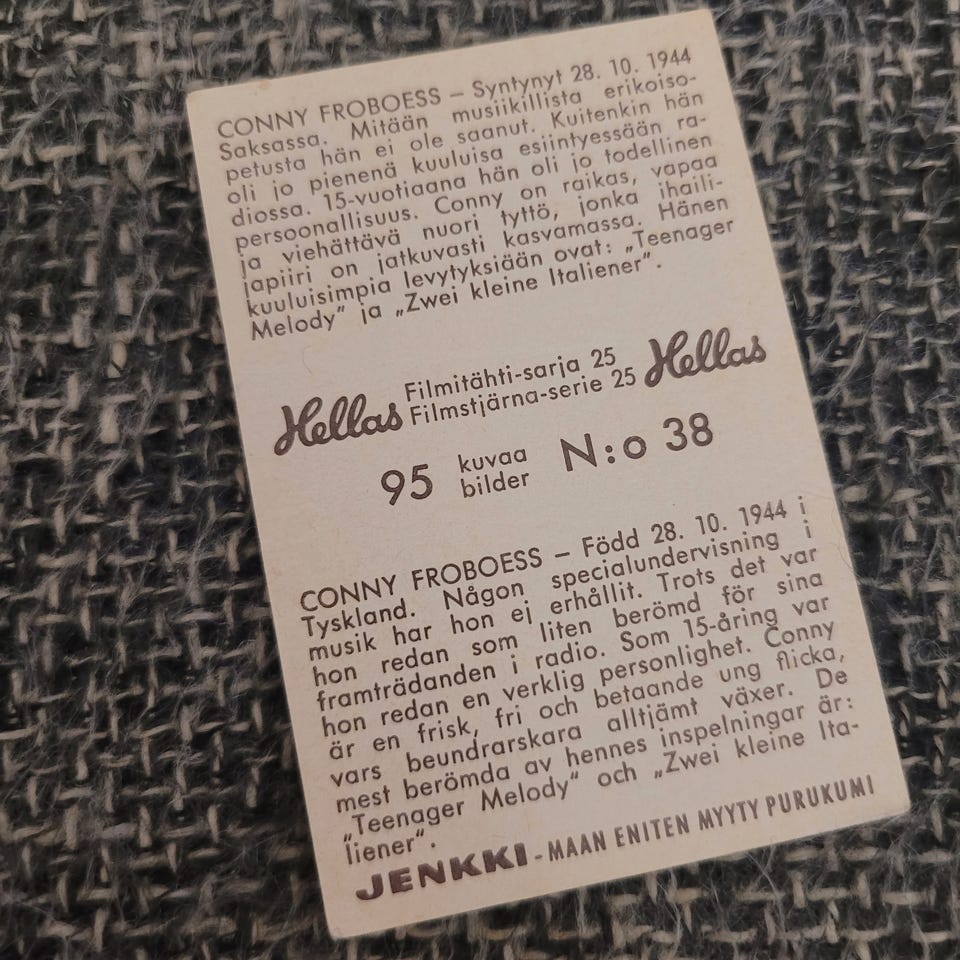 CONNY FROBOESS – Syntynyt 28. 10. 1944
Saksassa. Mitään musiikillista erikoiso-
petusta hän ei ole saanut. Kuitenkin hän
oli jo pienenä kuuluisa esiintyessään ra-
diossa. 15-vuotiaana hän oli jo todellinen
persoonallisuus. Conny on raikas, vapaa
ja viehättävä nuori tyttö, jonka ihaili-
japiiri on jatkuvasti kasvamassa. Hänen
kuuluisimpia levytyksiään ovat: „Teenager
Melody” ja „Zwei kleine Italiener”.
Hellas Filmitähti-sarja 25 Hellas
Filmstjärna-serie 25
95 kuvaa N:o 38
bilder
CONNY FROBOESS – Född 28. 10. 1944 i
Tyskland. Någon specialundervisning i
musik har hon ej erhållit. Trots det var
hon redan som liten berömd för sina
framträdanden i radio. Som 15-åring var
hon redan en verklig personlighet. Conny
är en frisk, fri och betaande ung flicka,
vars beundrarskara alltjämt växer. De
mest berömda av hennes inspelningar är:
„Teenager Melody” och „Zwei kleine Ita-
liener”.
JENKKI - MAAN ENITEN MYYTY PURUKUMI